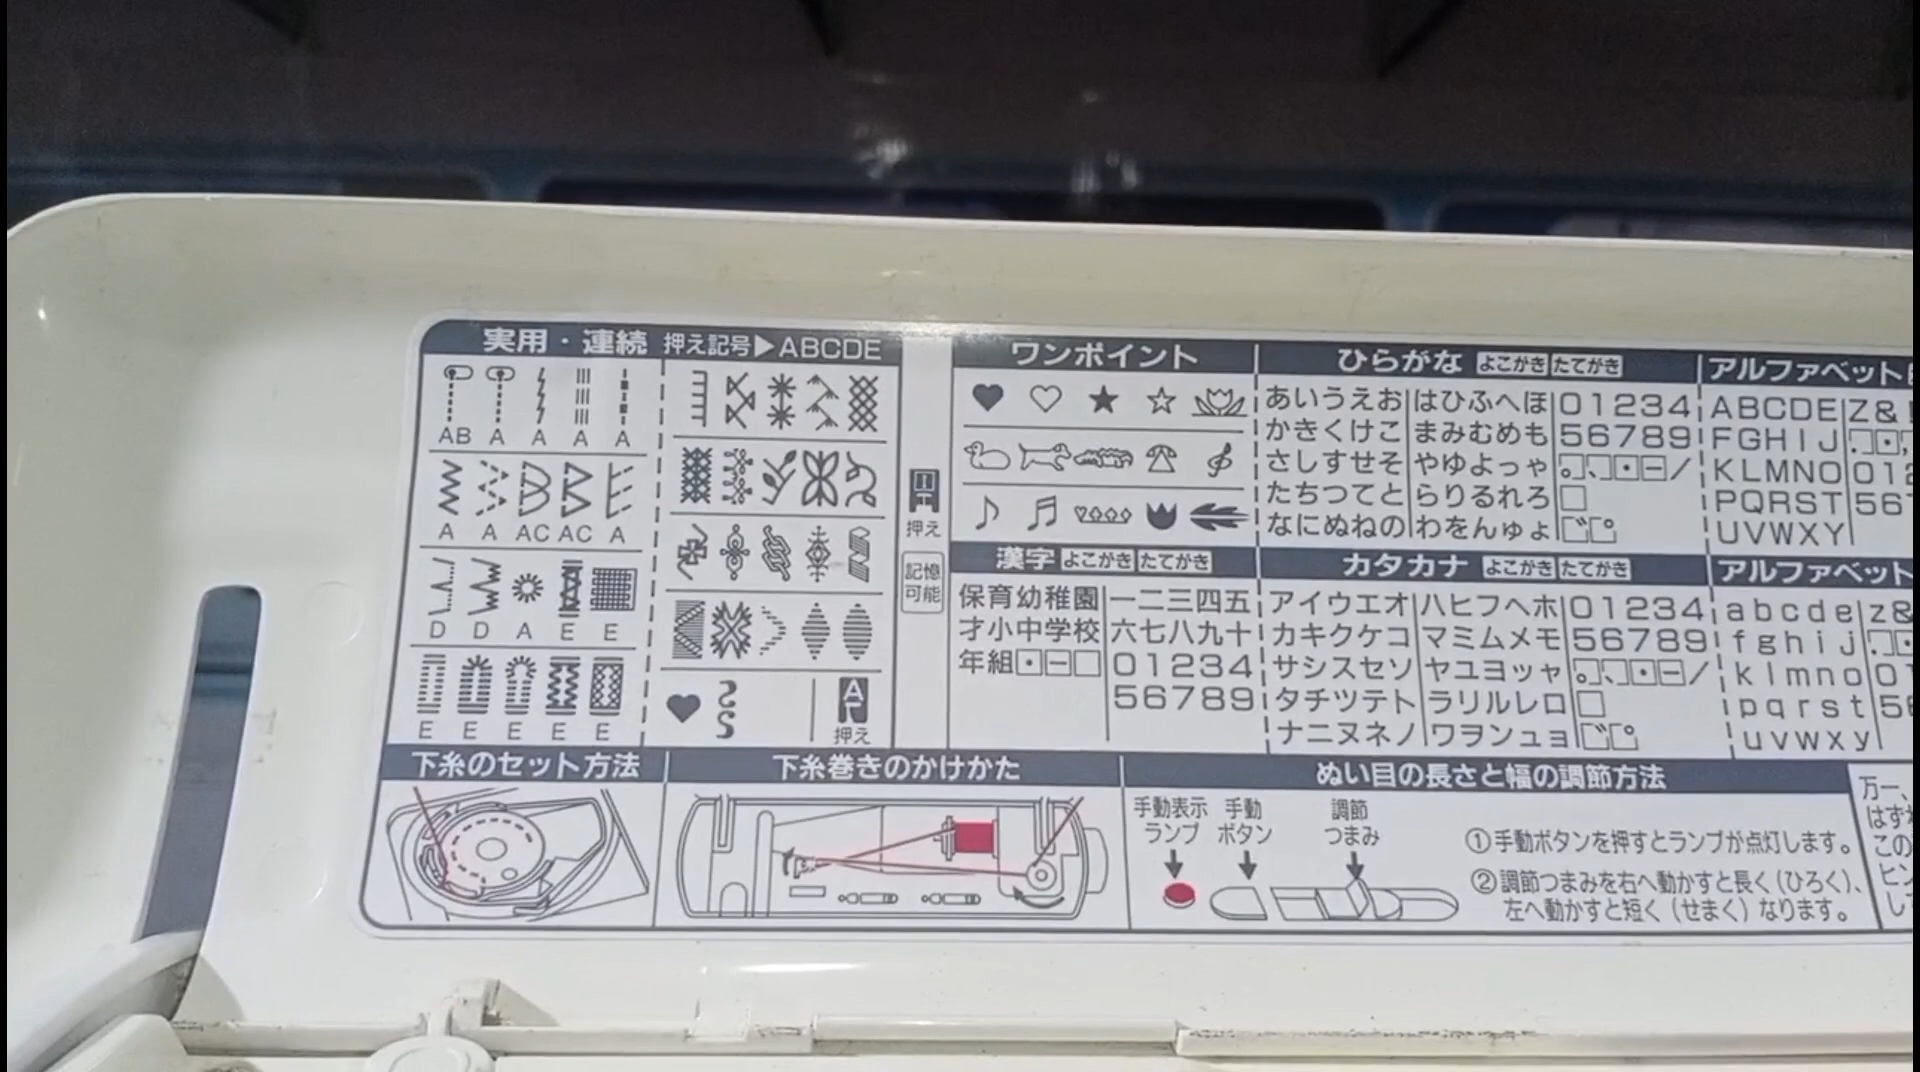 実用・連続 押え記号▶ABCDE
AB A A A A
A A AC AC A
D D A E E
E E E E E
A
押え
押え
記憶
可能
ワンポイント
漢字 よこがき たてがき
保育幼稚園 一二三四五
才小中学校 六七八九十
年組・− 01234
56789
ひらがな よこがき たてがき
あいうえお はひふへほ 01234
かきくけこ まみむめも 56789
さしすせそ やゆよっゃ 。、・−/
たちつてと らりるれろ
なにぬねの わをんゅょ ゛゜
カタカナ よこがき たてがき
アイウエオ ハヒフヘホ 01234
カキクケコ マミムメモ 56789
サシスセソ ヤユヨッャ 。、・−/
タチツテト ラリルレロ
ナニヌネノ ワヲンュョ ゛゜
アルファベット
ABCDE Z&!
FGHIJ
KLMNO 012
PQRST 56
UVWXY
アルファベット
abcde z&
fghij
klmno 0
pqrst 5
uvwxy
下糸のセット方法
下糸巻きのかけかた
ぬい目の長さと幅の調節方法
手動表示
ランプ
手動
ボタン
調節
つまみ
①手動ボタンを押すとランプが点灯します。
②調節つまみを右へ動かすと長く(ひろく)、
左へ動かすと短く(せまく)なります。
万一、
はず
この
ヒン
し